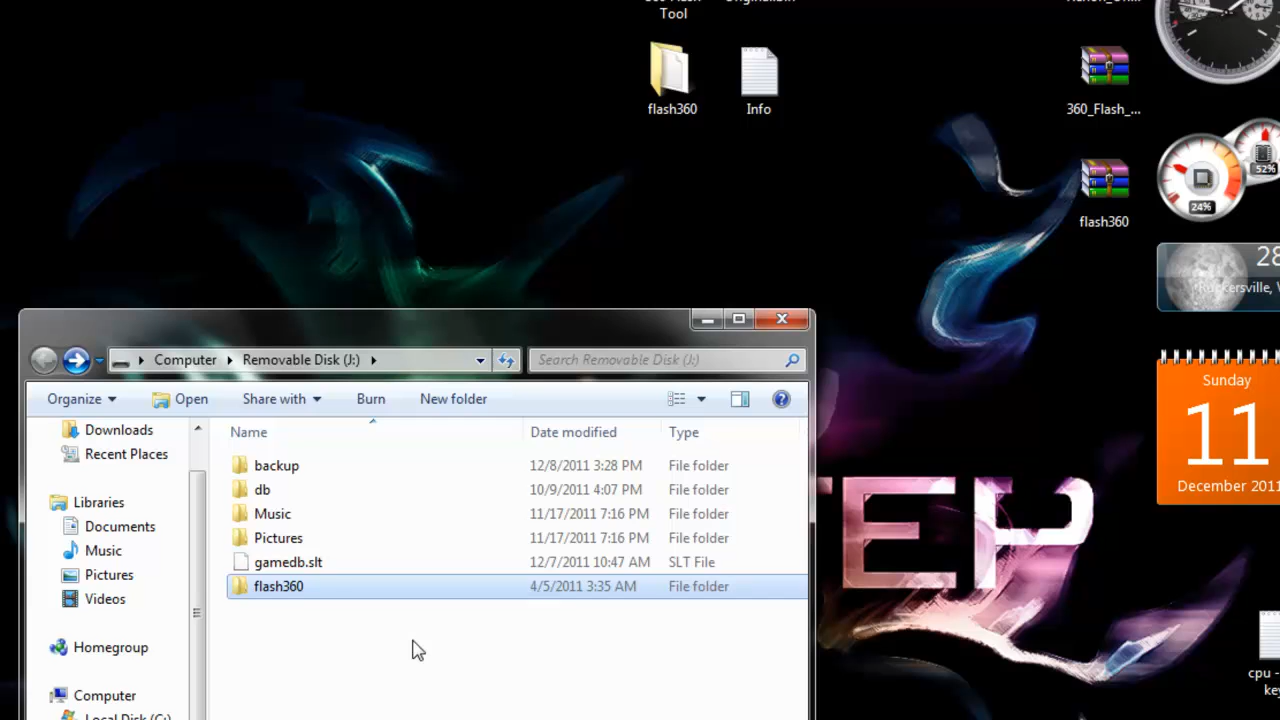 Tool
flash360
Info
360_Flash_...
flash360
52%
24%
28
Sunday
11
December 2011
cpu -
Computer
Removable Disk (J:)
Search Removable Disk (J:)
Organize
Open
Share with
Burn
New folder
Downloads
Recent Places
Libraries
Documents
Music
Pictures
Videos
Homegroup
Computer
Local Disk (C:)
Name Date modified Type
backup 12/8/2011 3:28 PM File folder
db 10/9/2011 4:07 PM File folder
Music 11/17/2011 7:16 PM File folder
Pictures 11/17/2011 7:16 PM File folder
gamedb.slt 12/7/2011 10:47 AM SLT File
flash360 4/5/2011 3:35 AM File folder